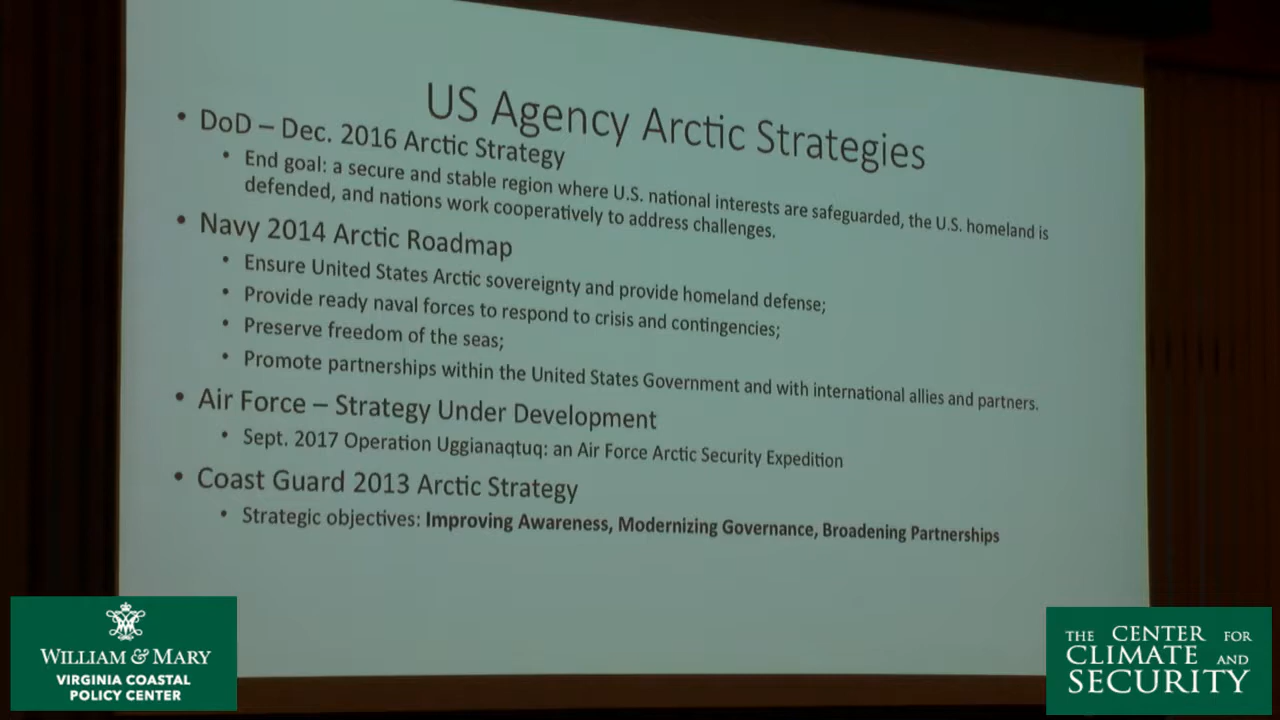 US Agency Arctic Strategies
• DoD – Dec. 2016 Arctic Strategy
• End goal: a secure and stable region where U.S. national interests are safeguarded, the U.S. homeland is
defended, and nations work cooperatively to address challenges.
• Navy 2014 Arctic Roadmap
• Ensure United States Arctic sovereignty and provide homeland defense;
• Provide ready naval forces to respond to crisis and contingencies;
• Preserve freedom of the seas;
• Promote partnerships within the United States Government and with international allies and partners.
• Air Force – Strategy Under Development
• Sept. 2017 Operation Uggianaqtuq: an Air Force Arctic Security Expedition
• Coast Guard 2013 Arctic Strategy
• Strategic objectives: Improving Awareness, Modernizing Governance, Broadening Partnerships
WILLIAM & MARY
VIRGINIA COASTAL
POLICY CENTER
THE CENTER FOR
CLIMATE AND
SECURITY